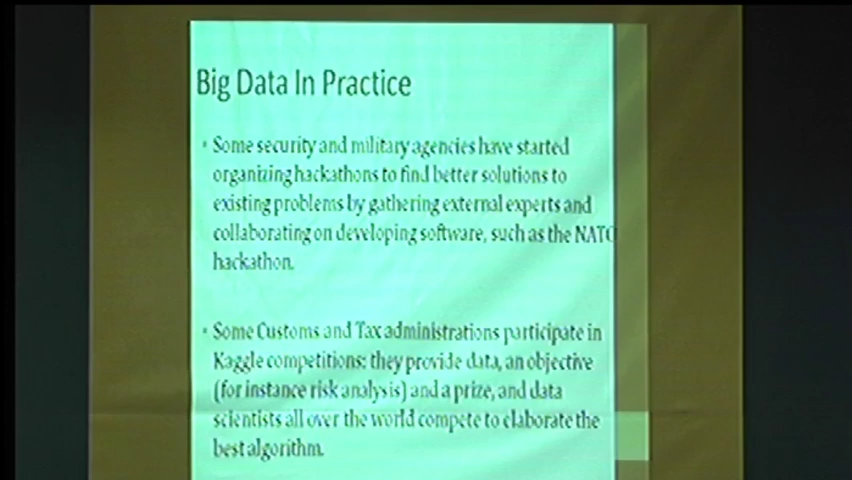 Big Data In Practice
• Some security and military agencies have started
organizing hackathons to find better solutions to
existing problems by gathering external experts and
collaborating on developing software, such as the NATO
hackathon.
• Some Customs and Tax administrations participate in
Kaggle competitions: they provide data, an objective
(for instance risk analysis) and a prize, and data
scientists all over the world compete to elaborate the
best algorithm.